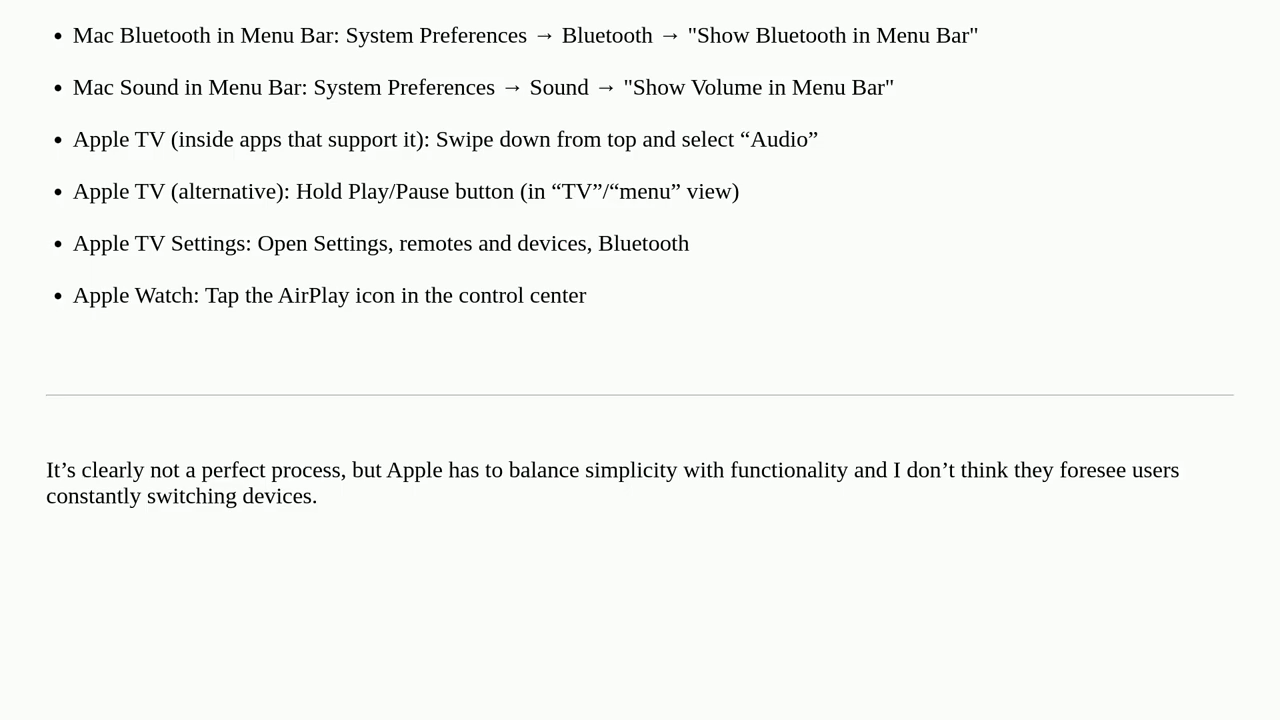 • Mac Bluetooth in Menu Bar: System Preferences → Bluetooth → "Show Bluetooth in Menu Bar"
• Mac Sound in Menu Bar: System Preferences → Sound → "Show Volume in Menu Bar"
• Apple TV (inside apps that support it): Swipe down from top and select “Audio”
• Apple TV (alternative): Hold Play/Pause button (in “TV”/“menu” view)
• Apple TV Settings: Open Settings, remotes and devices, Bluetooth
• Apple Watch: Tap the AirPlay icon in the control center
It’s clearly not a perfect process, but Apple has to balance simplicity with functionality and I don’t think they foresee users
constantly switching devices.